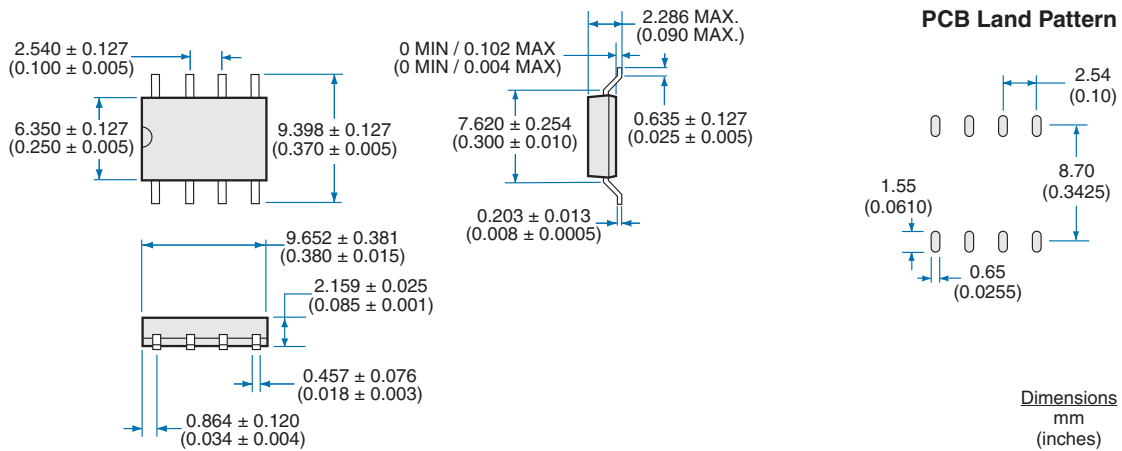 2.540 ± 0.127
(0.100 ± 0.005)
6.350 ± 0.127
(0.250 ± 0.005)
9.398 ± 0.127
(0.370 ± 0.005)
9.652 ± 0.381
(0.380 ± 0.015)
2.159 ± 0.025
(0.085 ± 0.001)
0.457 ± 0.076
(0.018 ± 0.003)
0.864 ± 0.120
(0.034 ± 0.004)
2.286 MAX.
(0.090 MAX.)
0 MIN / 0.102 MAX
(0 MIN / 0.004 MAX)
7.620 ± 0.254
(0.300 ± 0.010)
0.635 ± 0.127
(0.025 ± 0.005)
0.203 ± 0.013
(0.008 ± 0.0005)
PCB Land Pattern
2.54
(0.10)
8.70
(0.3425)
1.55
(0.0610)
0.65
(0.0255)
Dimensions
mm
(inches)